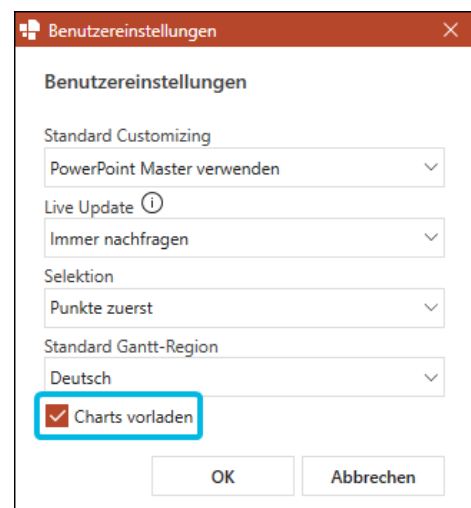 Benutzereinstellungen
Benutzereinstellungen
Standard Customizing
PowerPoint Master verwenden
Live Update
Immer nachfragen
Selektion
Punkte zuerst
Standard Gantt-Region
Deutsch
Charts vorladen
OK Abbrechen